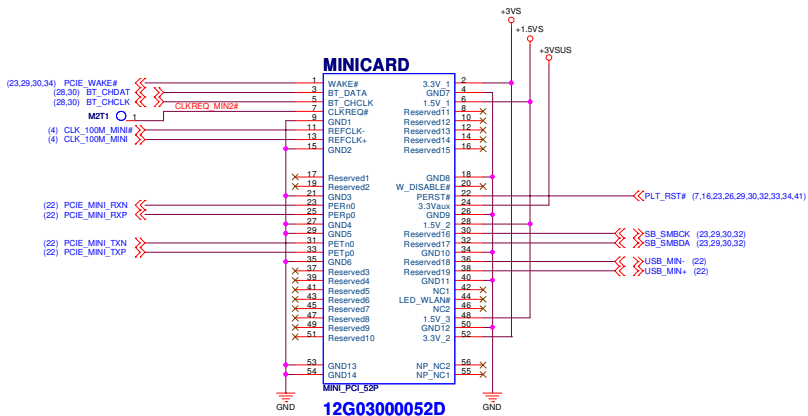 +3VS
+1.5VS
+3VSUS
MINICARD
(23,29,30,34) PCIE_WAKE# 1 WAKE# 3.3V_1 2
(28,30) BT_CHDAT 3 BT_DATA GND7 4
(28,30) BT_CHCLK 5 BT_CHCLK 1.5V_1 6
M2T1 1 CLKREQ_MIN2# 7 CLKREQ# Reserved11 8
9 GND1 Reserved12 10
(4) CLK_100M_MINI# 11 REFCLK- Reserved13 12
(4) CLK_100M_MINI 13 REFCLK+ Reserved14 14
15 GND2 Reserved15 16
17 Reserved1 GND8 18
19 Reserved2 W_DISABLE# 20
21 GND3 PERST# 22 PLT_RST# (7,16,23,26,29,30,32,33,34,41)
(22) PCIE_MINI_RXN 23 PERn0 3.3Vaux 24
(22) PCIE_MINI_RXP 25 PERp0 GND9 26
27 GND4 1.5V_2 28
29 GND5 Reserved16 30 SB_SMBCK (23,29,30,32)
(22) PCIE_MINI_TXN 31 PETn0 Reserved17 32 SB_SMBDA (23,29,30,32)
(22) PCIE_MINI_TXP 33 PETp0 GND10 34
35 GND6 Reserved18 36 USB_MIN- (22)
37 Reserved3 Reserved19 38 USB_MIN+ (22)
39 Reserved4 GND11 40
41 Reserved5 NC1 42
43 Reserved6 LED_WLAN# 44
45 Reserved7 NC2 46
47 Reserved8 1.5V_3 48
49 Reserved9 GND12 50
51 Reserved10 3.3V_2 52
53 GND13 NP_NC2 56
54 GND14 NP_NC1 55
MINI_PCI_52P
GND GND
12G03000052D